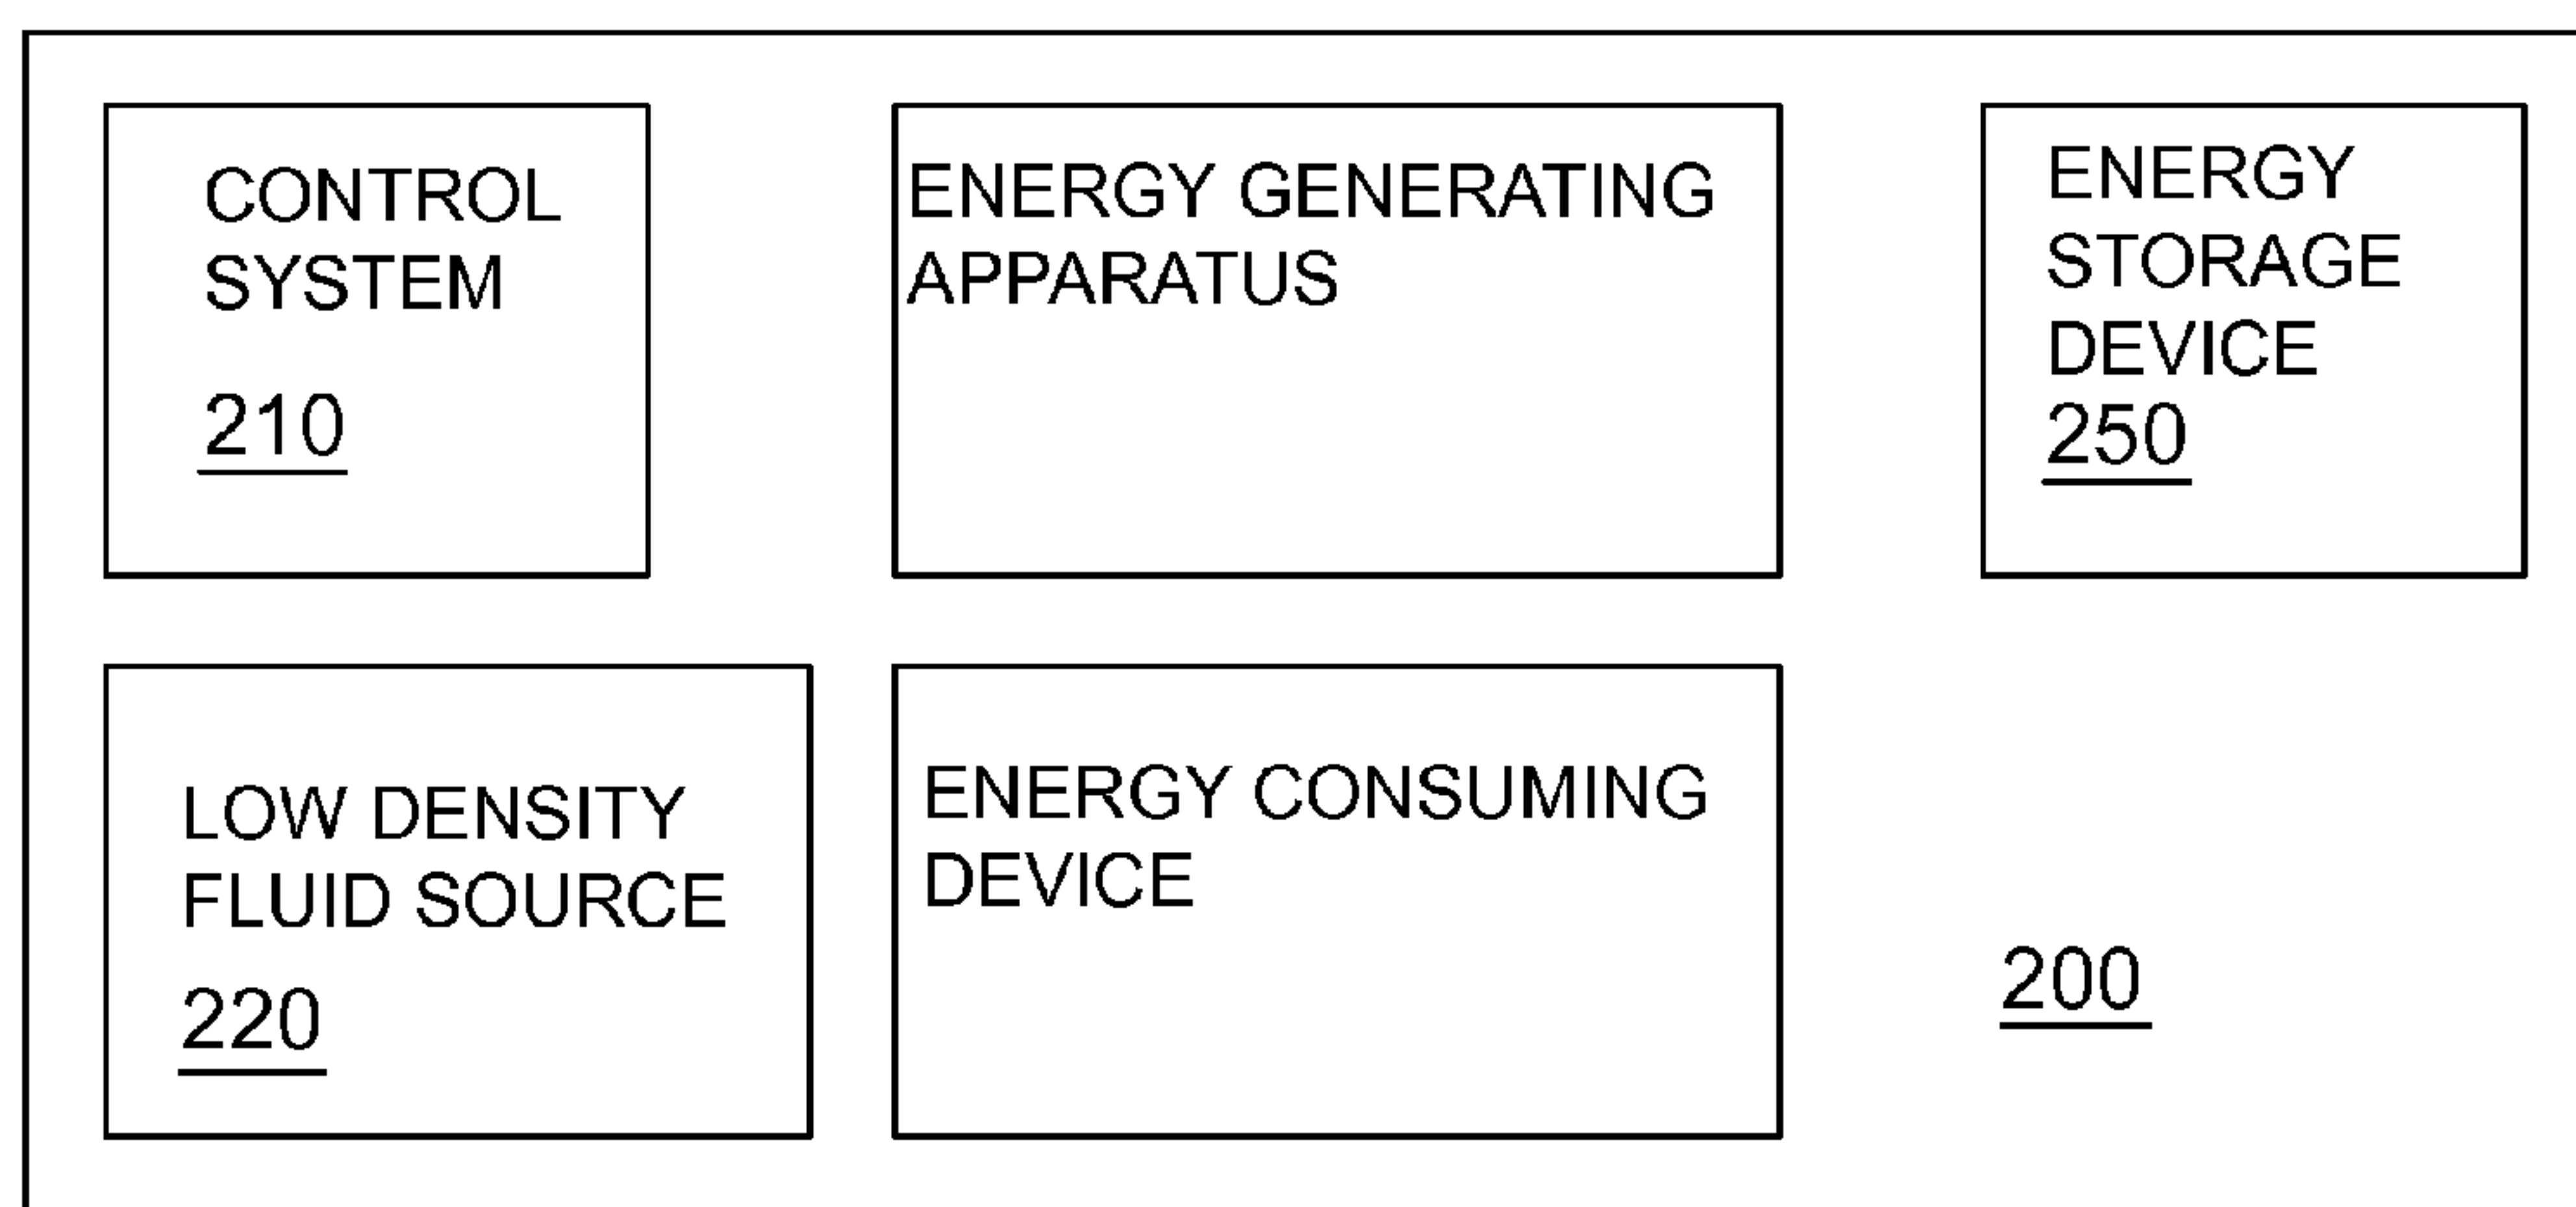 CONTROL
SYSTEM
210
ENERGY GENERATING
APPARATUS
ENERGY
STORAGE
DEVICE
250
LOW DENSITY
FLUID SOURCE
220
ENERGY CONSUMING
DEVICE
200